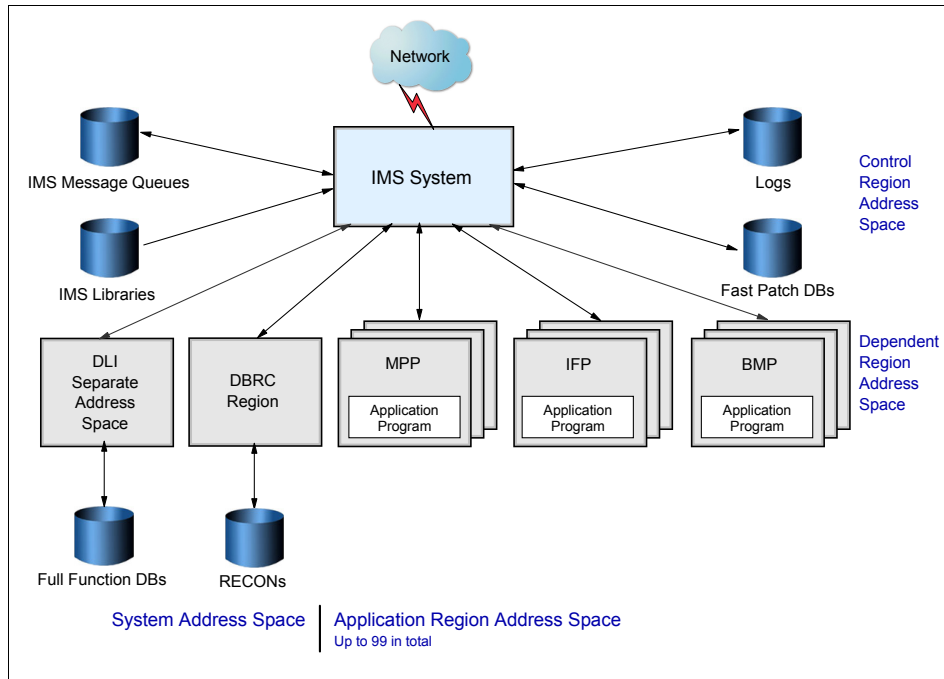 Network
IMS System
IMS Message Queues
Logs
Control
Region
Address
Space
IMS Libraries
Fast Patch DBs
DLI
Separate
Address
Space
DBRC
Region
MPP
Application
Program
IFP
Application
Program
BMP
Application
Program
Dependent
Region
Address
Space
Full Function DBs
RECONs
System Address Space
Application Region Address Space
Up to 99 in total